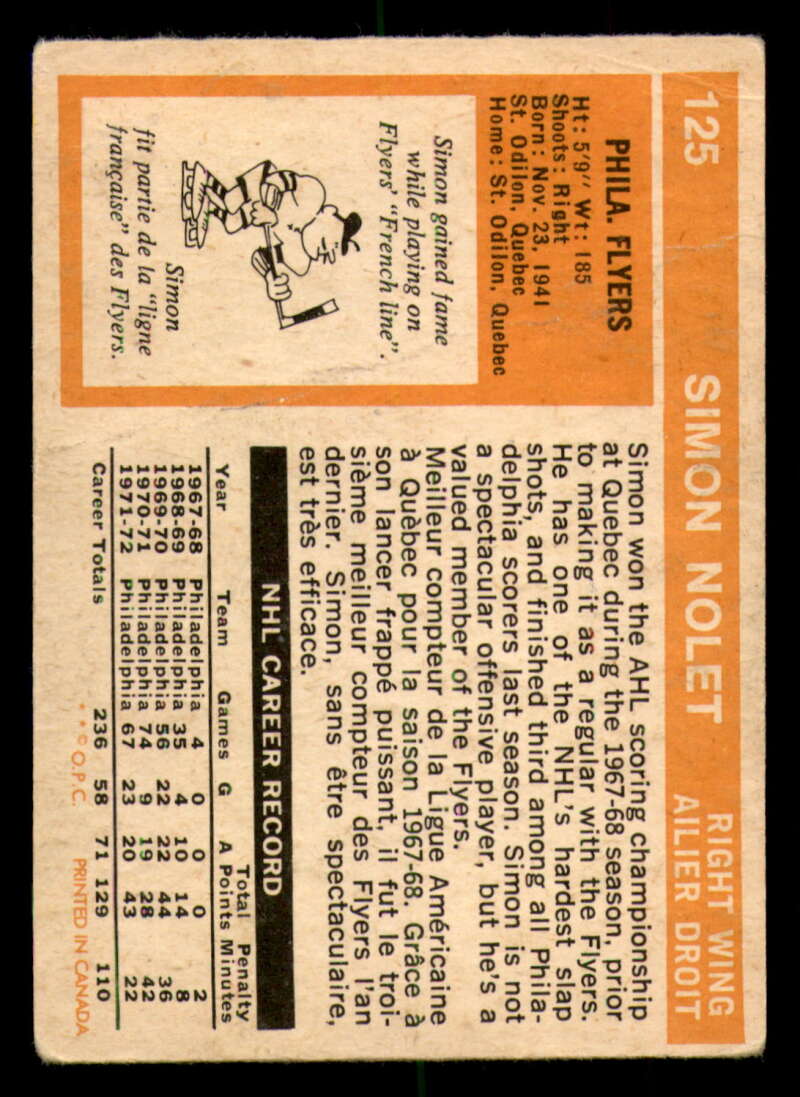 125 SIMON NOLET RIGHT WING
AILIER DROIT
PHILA. FLYERS
Ht: 5'9" Wt: 185
Shoots: Right
Born: Nov. 23, 1941
St. Odilon, Quebec
Home: St. Odilon, Quebec
Simon gained fame
while playing on
Flyers' "French line".
Simon
fit partie de la "ligne
française" des Flyers.
Simon won the AHL scoring championship
at Quebec during the 1967-68 season, prior
to making it as a regular with the Flyers.
He has one of the NHL's hardest slap
shots, and finished third among all Phila-
delphia scorers last season. Simon is not
a spectacular offensive player, but he's a
valued member of the Flyers.
Meilleur compteur de la Ligue Américaine
à Québec pour la saison 1967-68. Grâce à
son lancer frappé puissant, il fut le troi-
sième meilleur compteur des Flyers l'an
dernier. Simon, sans être spectaculaire,
est très efficace.
NHL CAREER RECORD
Total Penalty
Year Team Games G A Points Minutes
1967-68 Philadelphia 4 0 0 0 2
1968-69 Philadelphia 35 4 10 14 8
1969-70 Philadelphia 56 22 22 44 36
1970-71 Philadelphia 74 9 19 28 42
1971-72 Philadelphia 67 23 20 43 22
Career Totals 236 58 71 129 110
* * © O.P.C. PRINTED IN CANADA